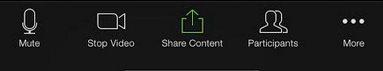 Mute
Stop Video
Share Content
Participants
More